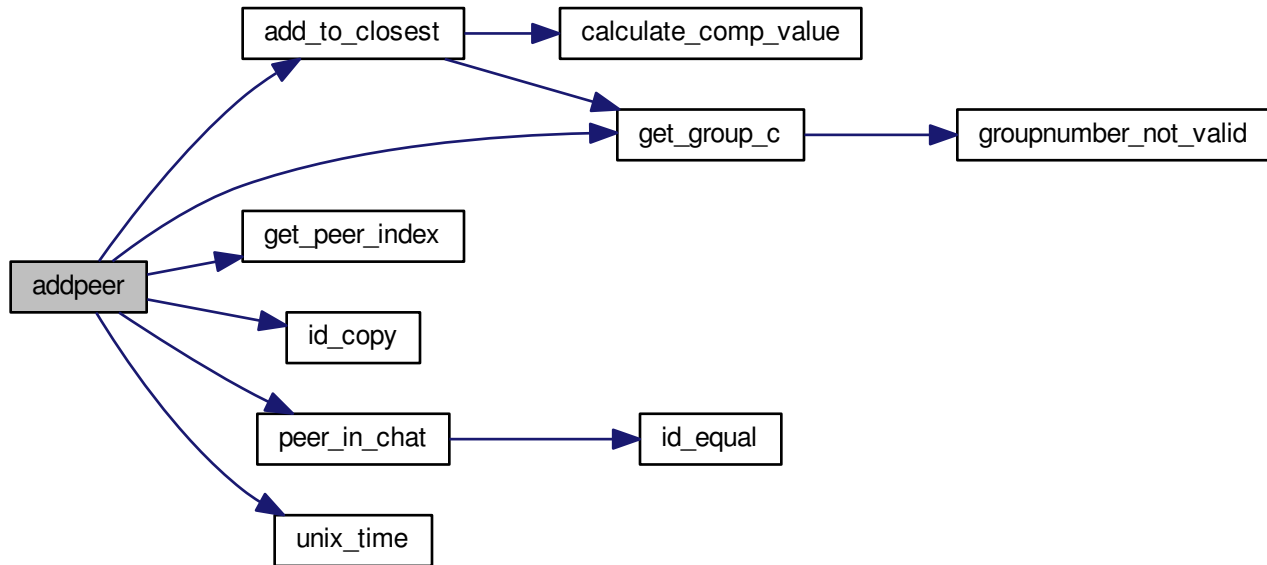 add_to_closest
calculate_comp_value
get_group_c
groupnumber_not_valid
get_peer_index
addpeer
id_copy
peer_in_chat
id_equal
unix_time